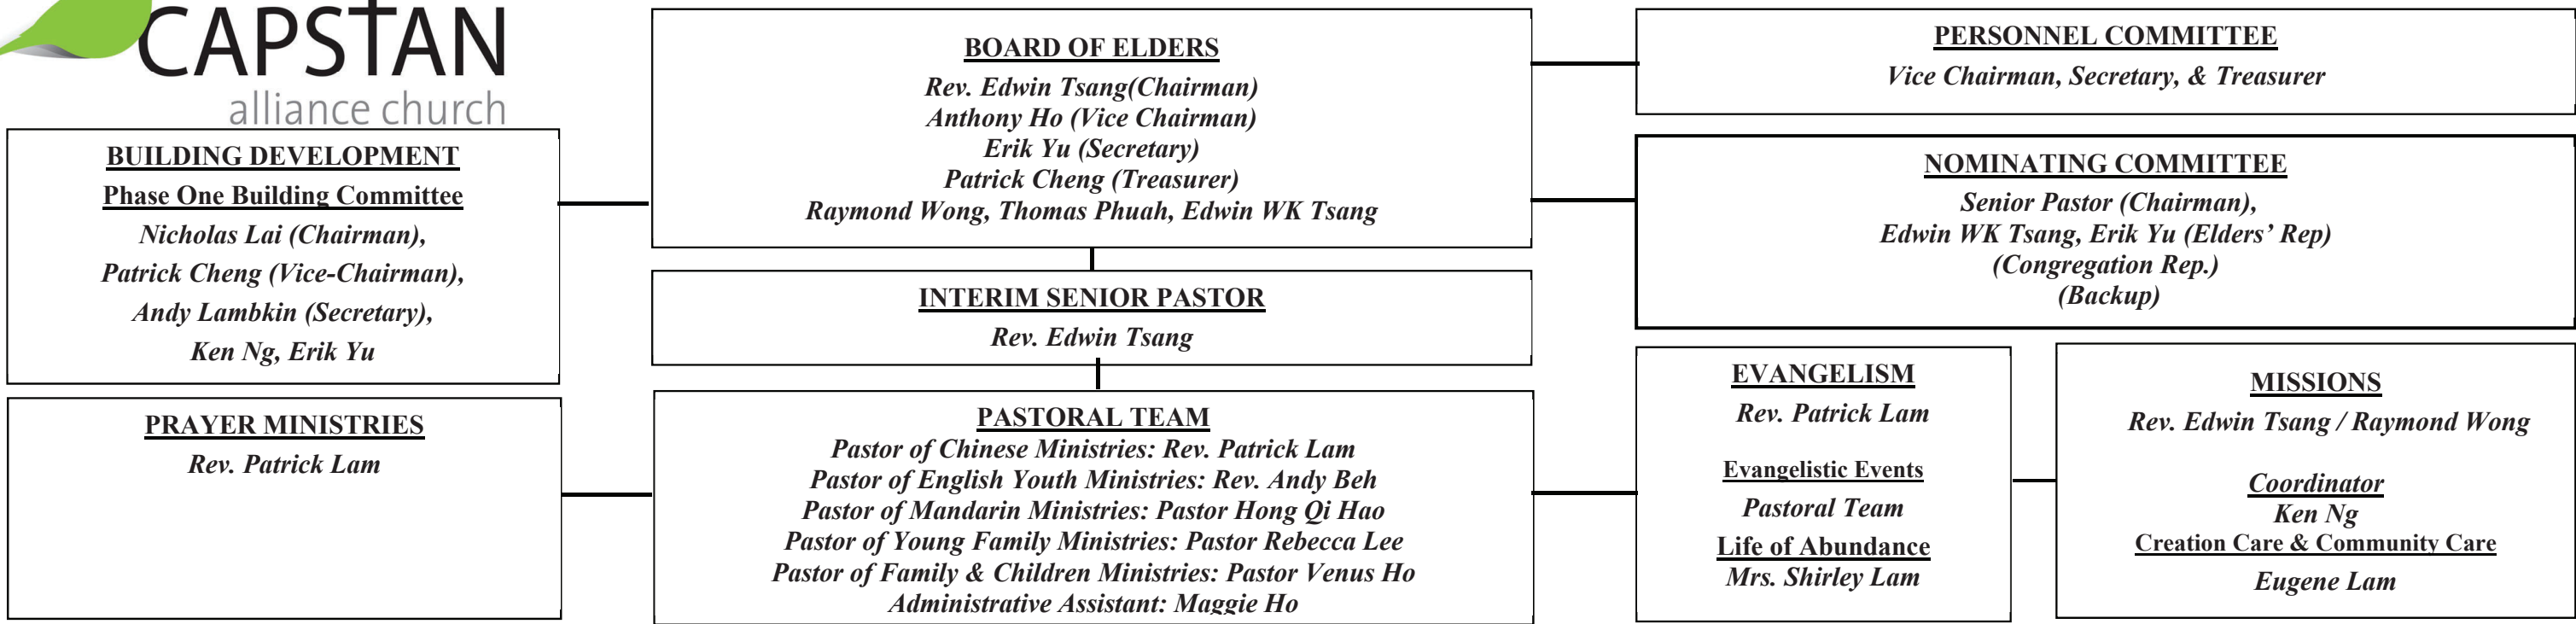 CAPSTAN
alliance church
BUILDING DEVELOPMENT
Phase One Building Committee
Nicholas Lai (Chairman),
Patrick Cheng (Vice-Chairman),
Andy Lambkin (Secretary),
Ken Ng, Erik Yu
PRAYER MINISTRIES
Rev. Patrick Lam
BOARD OF ELDERS
Rev. Edwin Tsang(Chairman)
Anthony Ho (Vice Chairman)
Erik Yu (Secretary)
Patrick Cheng (Treasurer)
Raymond Wong, Thomas Phuah, Edwin WK Tsang
INTERIM SENIOR PASTOR
Rev. Edwin Tsang
PASTORAL TEAM
Pastor of Chinese Ministries: Rev. Patrick Lam
Pastor of English Youth Ministries: Rev. Andy Beh
Pastor of Mandarin Ministries: Pastor Hong Qi Hao
Pastor of Young Family Ministries: Pastor Rebecca Lee
Pastor of Family & Children Ministries: Pastor Venus Ho
Administrative Assistant: Maggie Ho
PERSONNEL COMMITTEE
Vice Chairman, Secretary, & Treasurer
NOMINATING COMMITTEE
Senior Pastor (Chairman),
Edwin WK Tsang, Erik Yu (Elders’ Rep)
(Congregation Rep.)
(Backup)
EVANGELISM
Rev. Patrick Lam
Evangelistic Events
Pastoral Team
Life of Abundance
Mrs. Shirley Lam
MISSIONS
Rev. Edwin Tsang / Raymond Wong
Coordinator
Ken Ng
Creation Care & Community Care
Eugene Lam